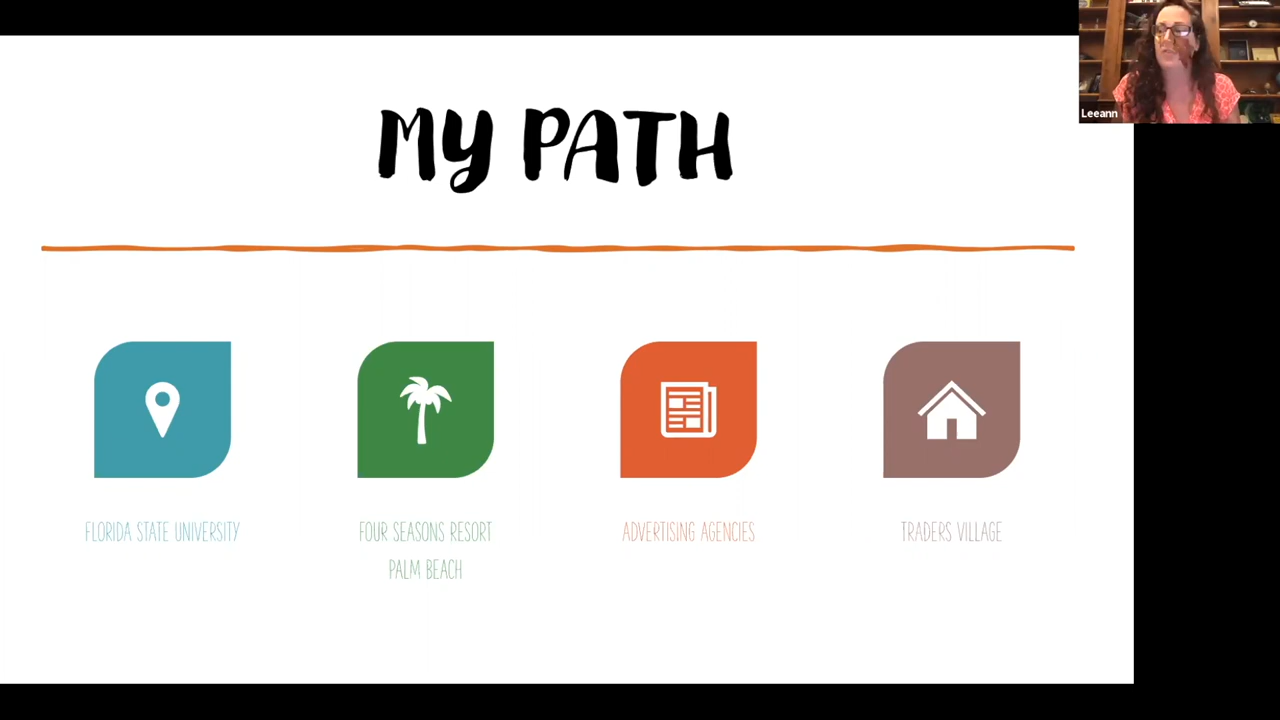 Leeann
MY PATH
FLORIDA STATE UNIVERSITY
FOUR SEASONS RESORT
PALM BEACH
ADVERTISING AGENCIES
TRADERS VILLAGE